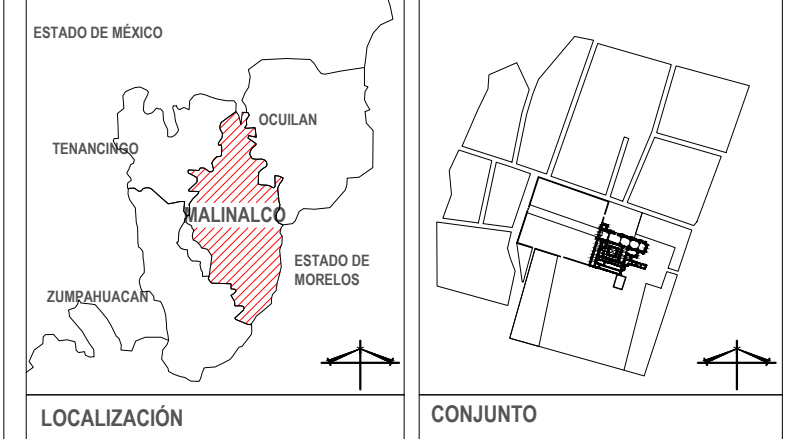 ESTADO DE MÉXICO
OCUILAN
TENANCINGO
MALINALCO
ESTADO DE
MORELOS
ZUMPAHUACAN
LOCALIZACIÓN
CONJUNTO